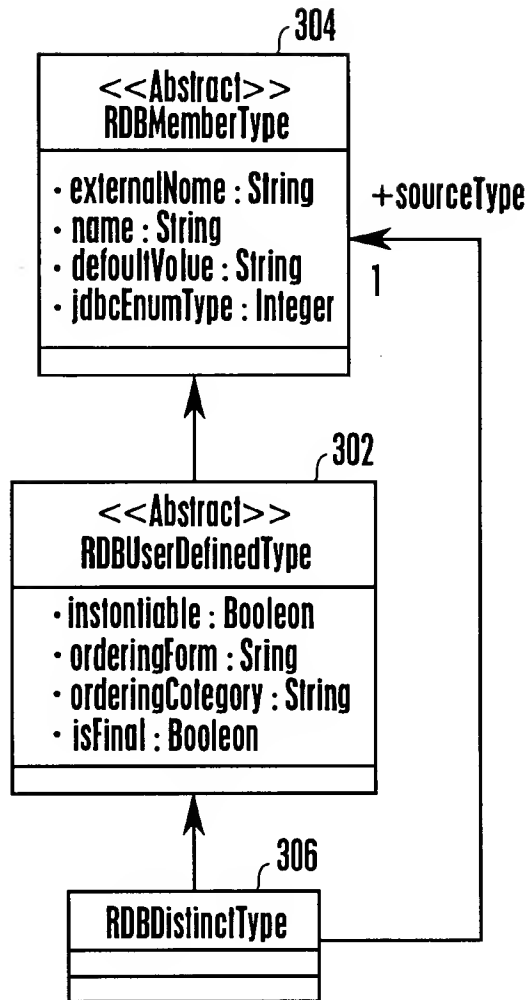 304
<<Abstract>>
RDBMemberType
· externalNome : String
· name : String
· defoultVolue : String
· jdbcEnumType : Integer
+sourceType
1
302
<<Abstract>>
RDBUserDefinedType
· instontiable : Booleon
· orderingForm : Sring
· orderingCotegory : String
· isFinal : Booleon
306
RDBDistinctType